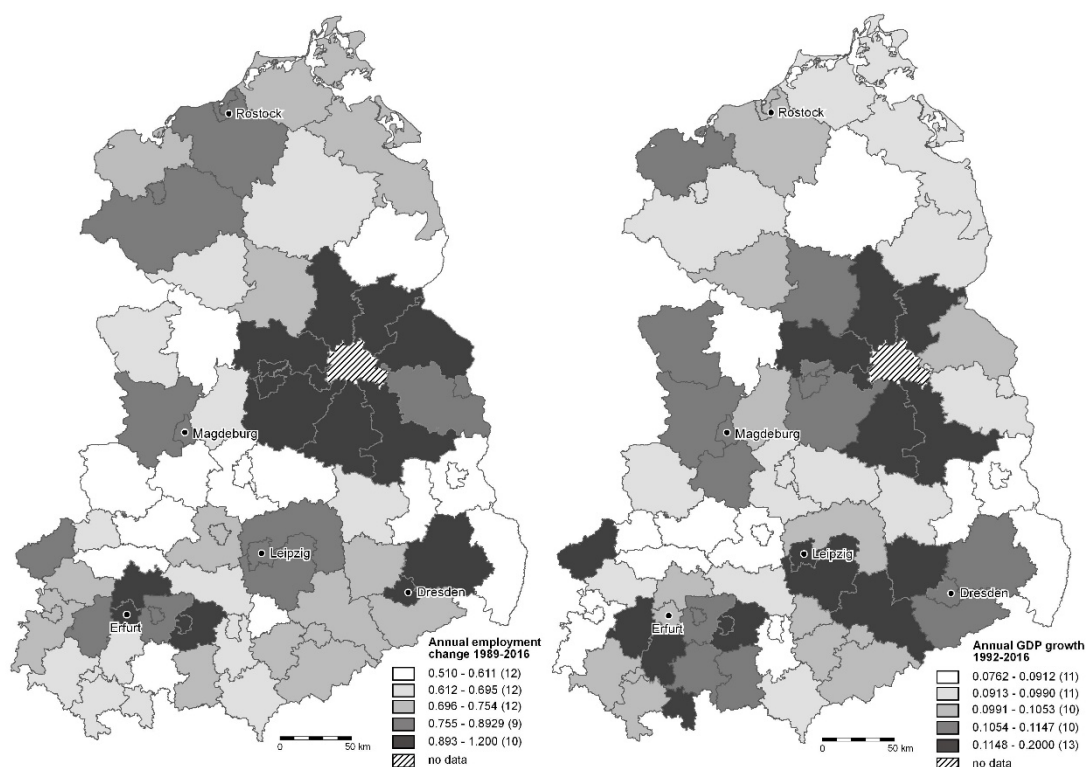 Rostock
Magdeburg
Leipzig
Dresden
Erfurt
Annual employment
change 1989-2016
0.510 - 0.611 (12)
0.612 - 0.695 (12)
0.696 - 0.754 (12)
0.755 - 0.8929 (9)
0.893 - 1.200 (10)
no data
0 50 km
Rostock
Magdeburg
Leipzig
Dresden
Erfurt
Annual GDP growth
1992-2016
0.0762 - 0.0912 (11)
0.0913 - 0.0990 (11)
0.0991 - 0.1053 (10)
0.1054 - 0.1147 (10)
0.1148 - 0.2000 (13)
no data
0 50 km